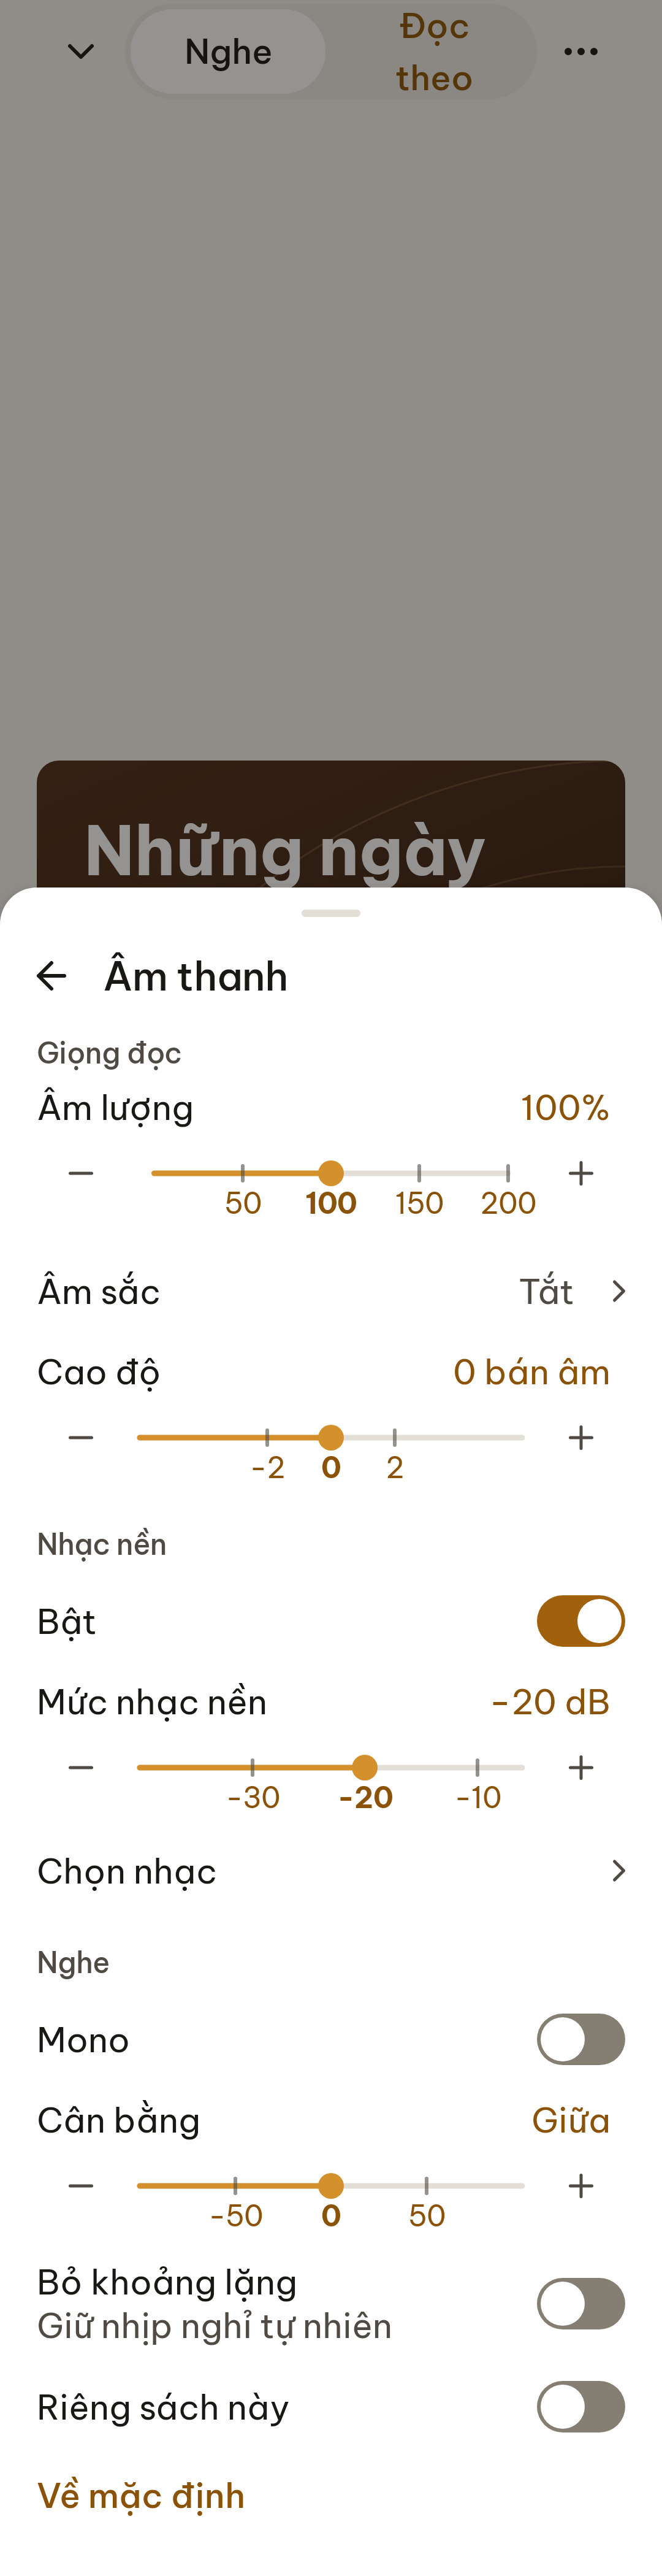 Nghe
Đọc
theo
Những ngày
Âm thanh
Giọng đọc
Âm lượng 100%
50 100 150 200
Âm sắc Tắt
Cao độ 0 bán âm
-2 0 2
Nhạc nền
Bật
Mức nhạc nền -20 dB
-30 -20 -10
Chọn nhạc
Nghe
Mono
Cân bằng Giữa
-50 0 50
Bỏ khoảng lặng
Giữ nhịp nghỉ tự nhiên
Riêng sách này
Về mặc định